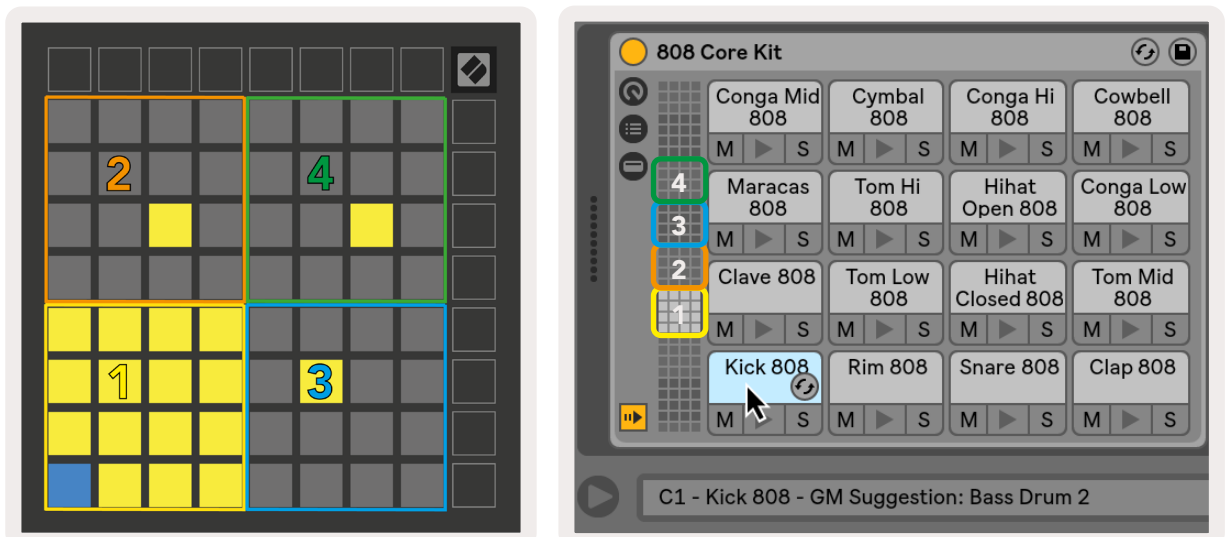 2
4
1
3
808 Core Kit
Conga Mid
808
Cymbal
808
Conga Hi
808
Cowbell
808
M S M S M S M S
4
Maracas
808
Tom Hi
808
Hihat
Open 808
Conga Low
808
3
M S M S M S M S
2
Clave 808
Tom Low
808
Hihat
Closed 808
Tom Mid
808
1
M S M S M S M S
Kick 808
Rim 808
Snare 808
Clap 808
M S M S M S M S
C1 - Kick 808 - GM Suggestion: Bass Drum 2